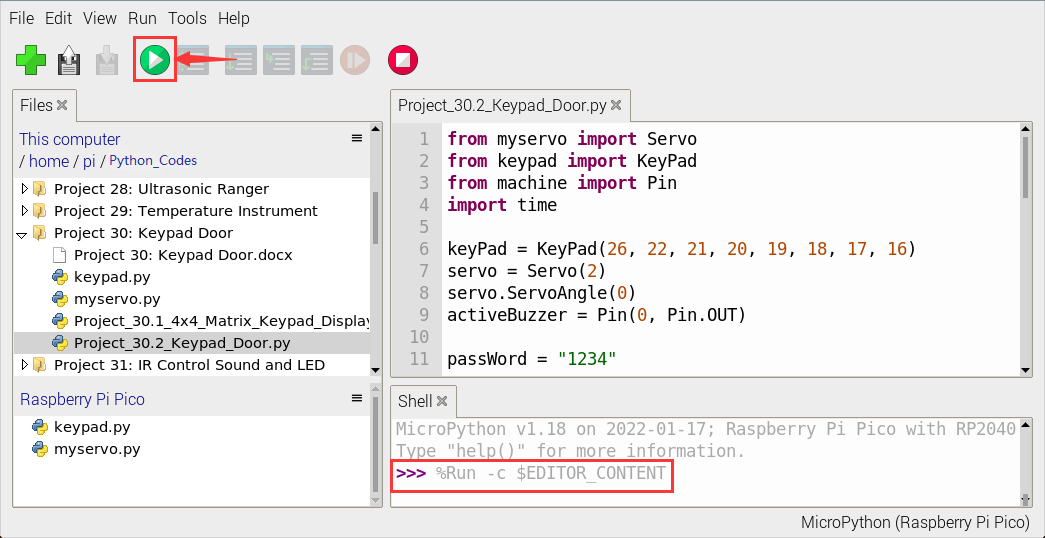 File Edit View Run Tools Help
Files
This computer
/ home / pi / Python_Codes
Project 28: Ultrasonic Ranger
Project 29: Temperature Instrument
Project 30: Keypad Door
Project 30: Keypad Door.docx
keypad.py
myservo.py
Project_30.1_4x4_Matrix_Keypad_Display
Project_30.2_Keypad_Door.py
Project 31: IR Control Sound and LED
Raspberry Pi Pico
keypad.py
myservo.py
Project_30.2_Keypad_Door.py
1 from myservo import Servo
2 from keypad import KeyPad
3 from machine import Pin
4 import time
5
6 keyPad = KeyPad(26, 22, 21, 20, 19, 18, 17, 16)
7 servo = Servo(2)
8 servo.ServoAngle(0)
9 activeBuzzer = Pin(0, Pin.OUT)
10
11 passWord = "1234"
Shell
MicroPython v1.18 on 2022-01-17; Raspberry Pi Pico with RP2040
Type "help()" for more information.
>>> %Run -c $EDITOR_CONTENT
MicroPython (Raspberry Pi Pico)